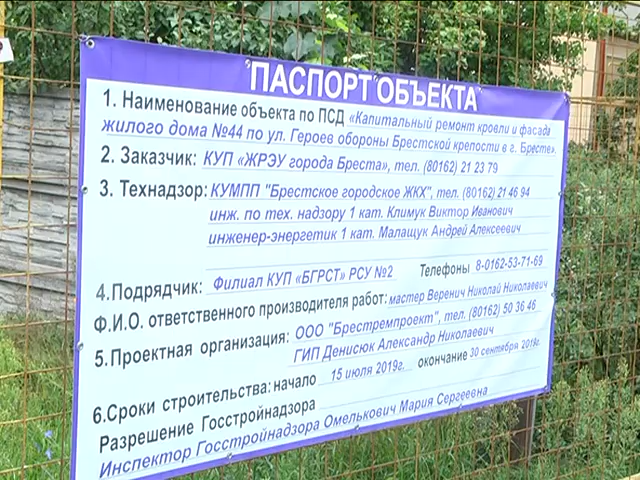 ПАСПОРТ ОБЪЕКТА
1. Наименование объекта по ПСД «Капитальный ремонт кровли и фасада
жилого дома №44 по ул. Героев обороны Брестской крепости в г. Бресте».
2. Заказчик: КУП «ЖРЭУ города Бреста», тел. (80162) 21 23 79
3. Технадзор: КУМПП "Брестское городское ЖКХ", тел. (80162) 21 46 94
инж. по тех. надзору 1 кат. Климук Виктор Иванович
инженер-энергетик 1 кат. Малащук Андрей Алексеевич
4.Подрядчик: Филиал КУП «БГРСТ» РСУ №2 Телефоны 8-0162-53-71-69
Ф.И.О. ответственного производителя работ: мастер Веренич Николай Николаевич
5.Проектная организация: ООО "Брестремпроект", тел. (80162) 50 36 46
ГИП Денисюк Александр Николаевич
6.Сроки строительства: начало 15 июля 2019г. окончание 30 сентября 2019г.
Разрешение Госстройнадзора
Инспектор Госстройнадзора Омелькович Мария Сергеевна